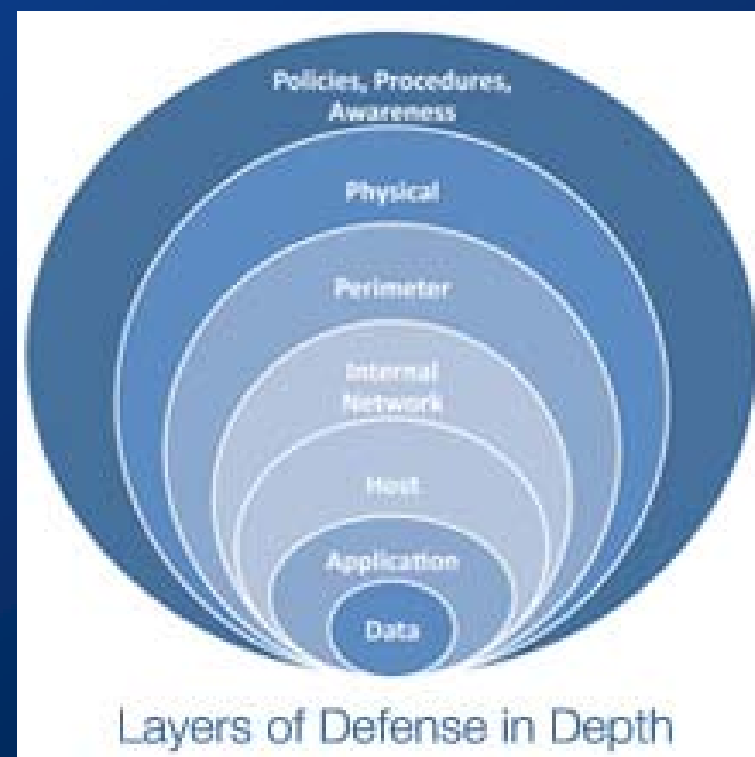 Policies, Procedures,
Awareness
Physical
Perimeter
Internal
Network
Host
Application
Data
Layers of Defense in Depth